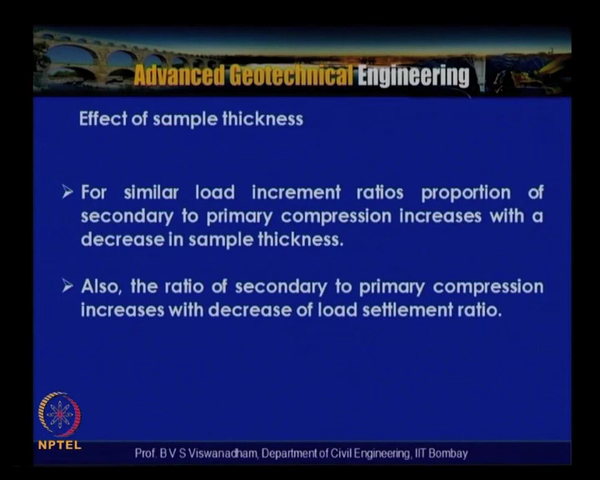 Advanced Geotechnical Engineering
Effect of sample thickness
➢ For similar load increment ratios proportion of
secondary to primary compression increases with a
decrease in sample thickness.
➢ Also, the ratio of secondary to primary compression
increases with decrease of load settlement ratio.
NPTEL
Prof. B V S Viswanadham, Department of Civil Engineering, IIT Bombay